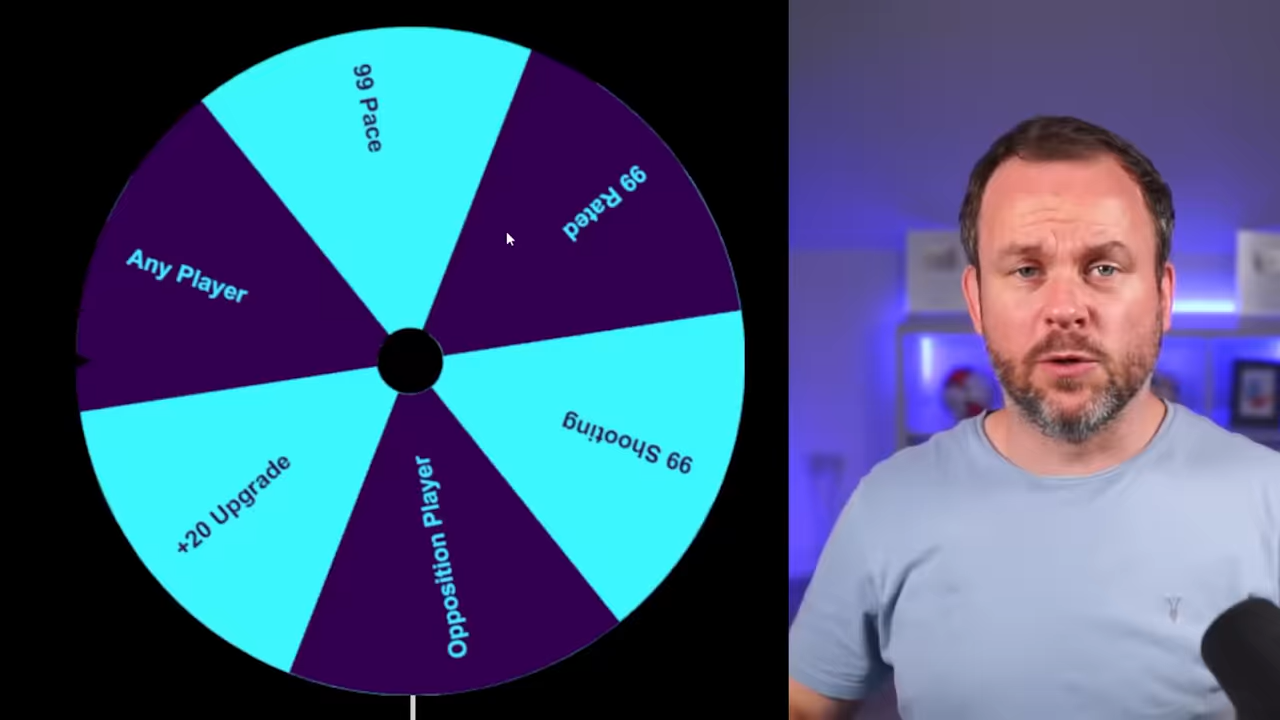 99 Pace
99 Rated
Any Player
99 Shooting
+20 Upgrade
Opposition Player